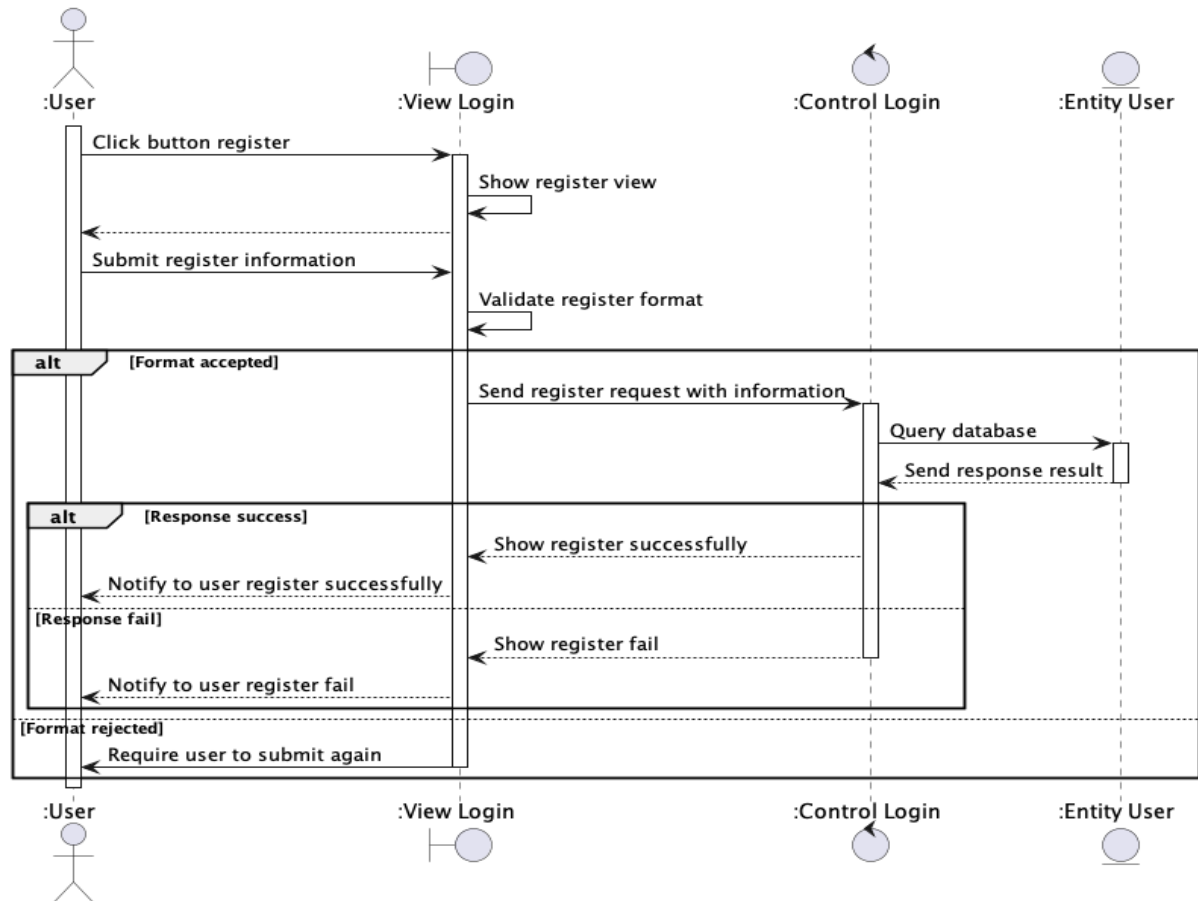 :User
:View Login
:Control Login
:Entity User
Click button register
Show register view
Submit register information
Validate register format
alt
[Format accepted]
Send register request with information
Query database
Send response result
alt
[Response success]
Show register successfully
Notify to user register successfully
[Response fail]
Show register fail
Notify to user register fail
[Format rejected]
Require user to submit again
:User
:View Login
:Control Login
:Entity User